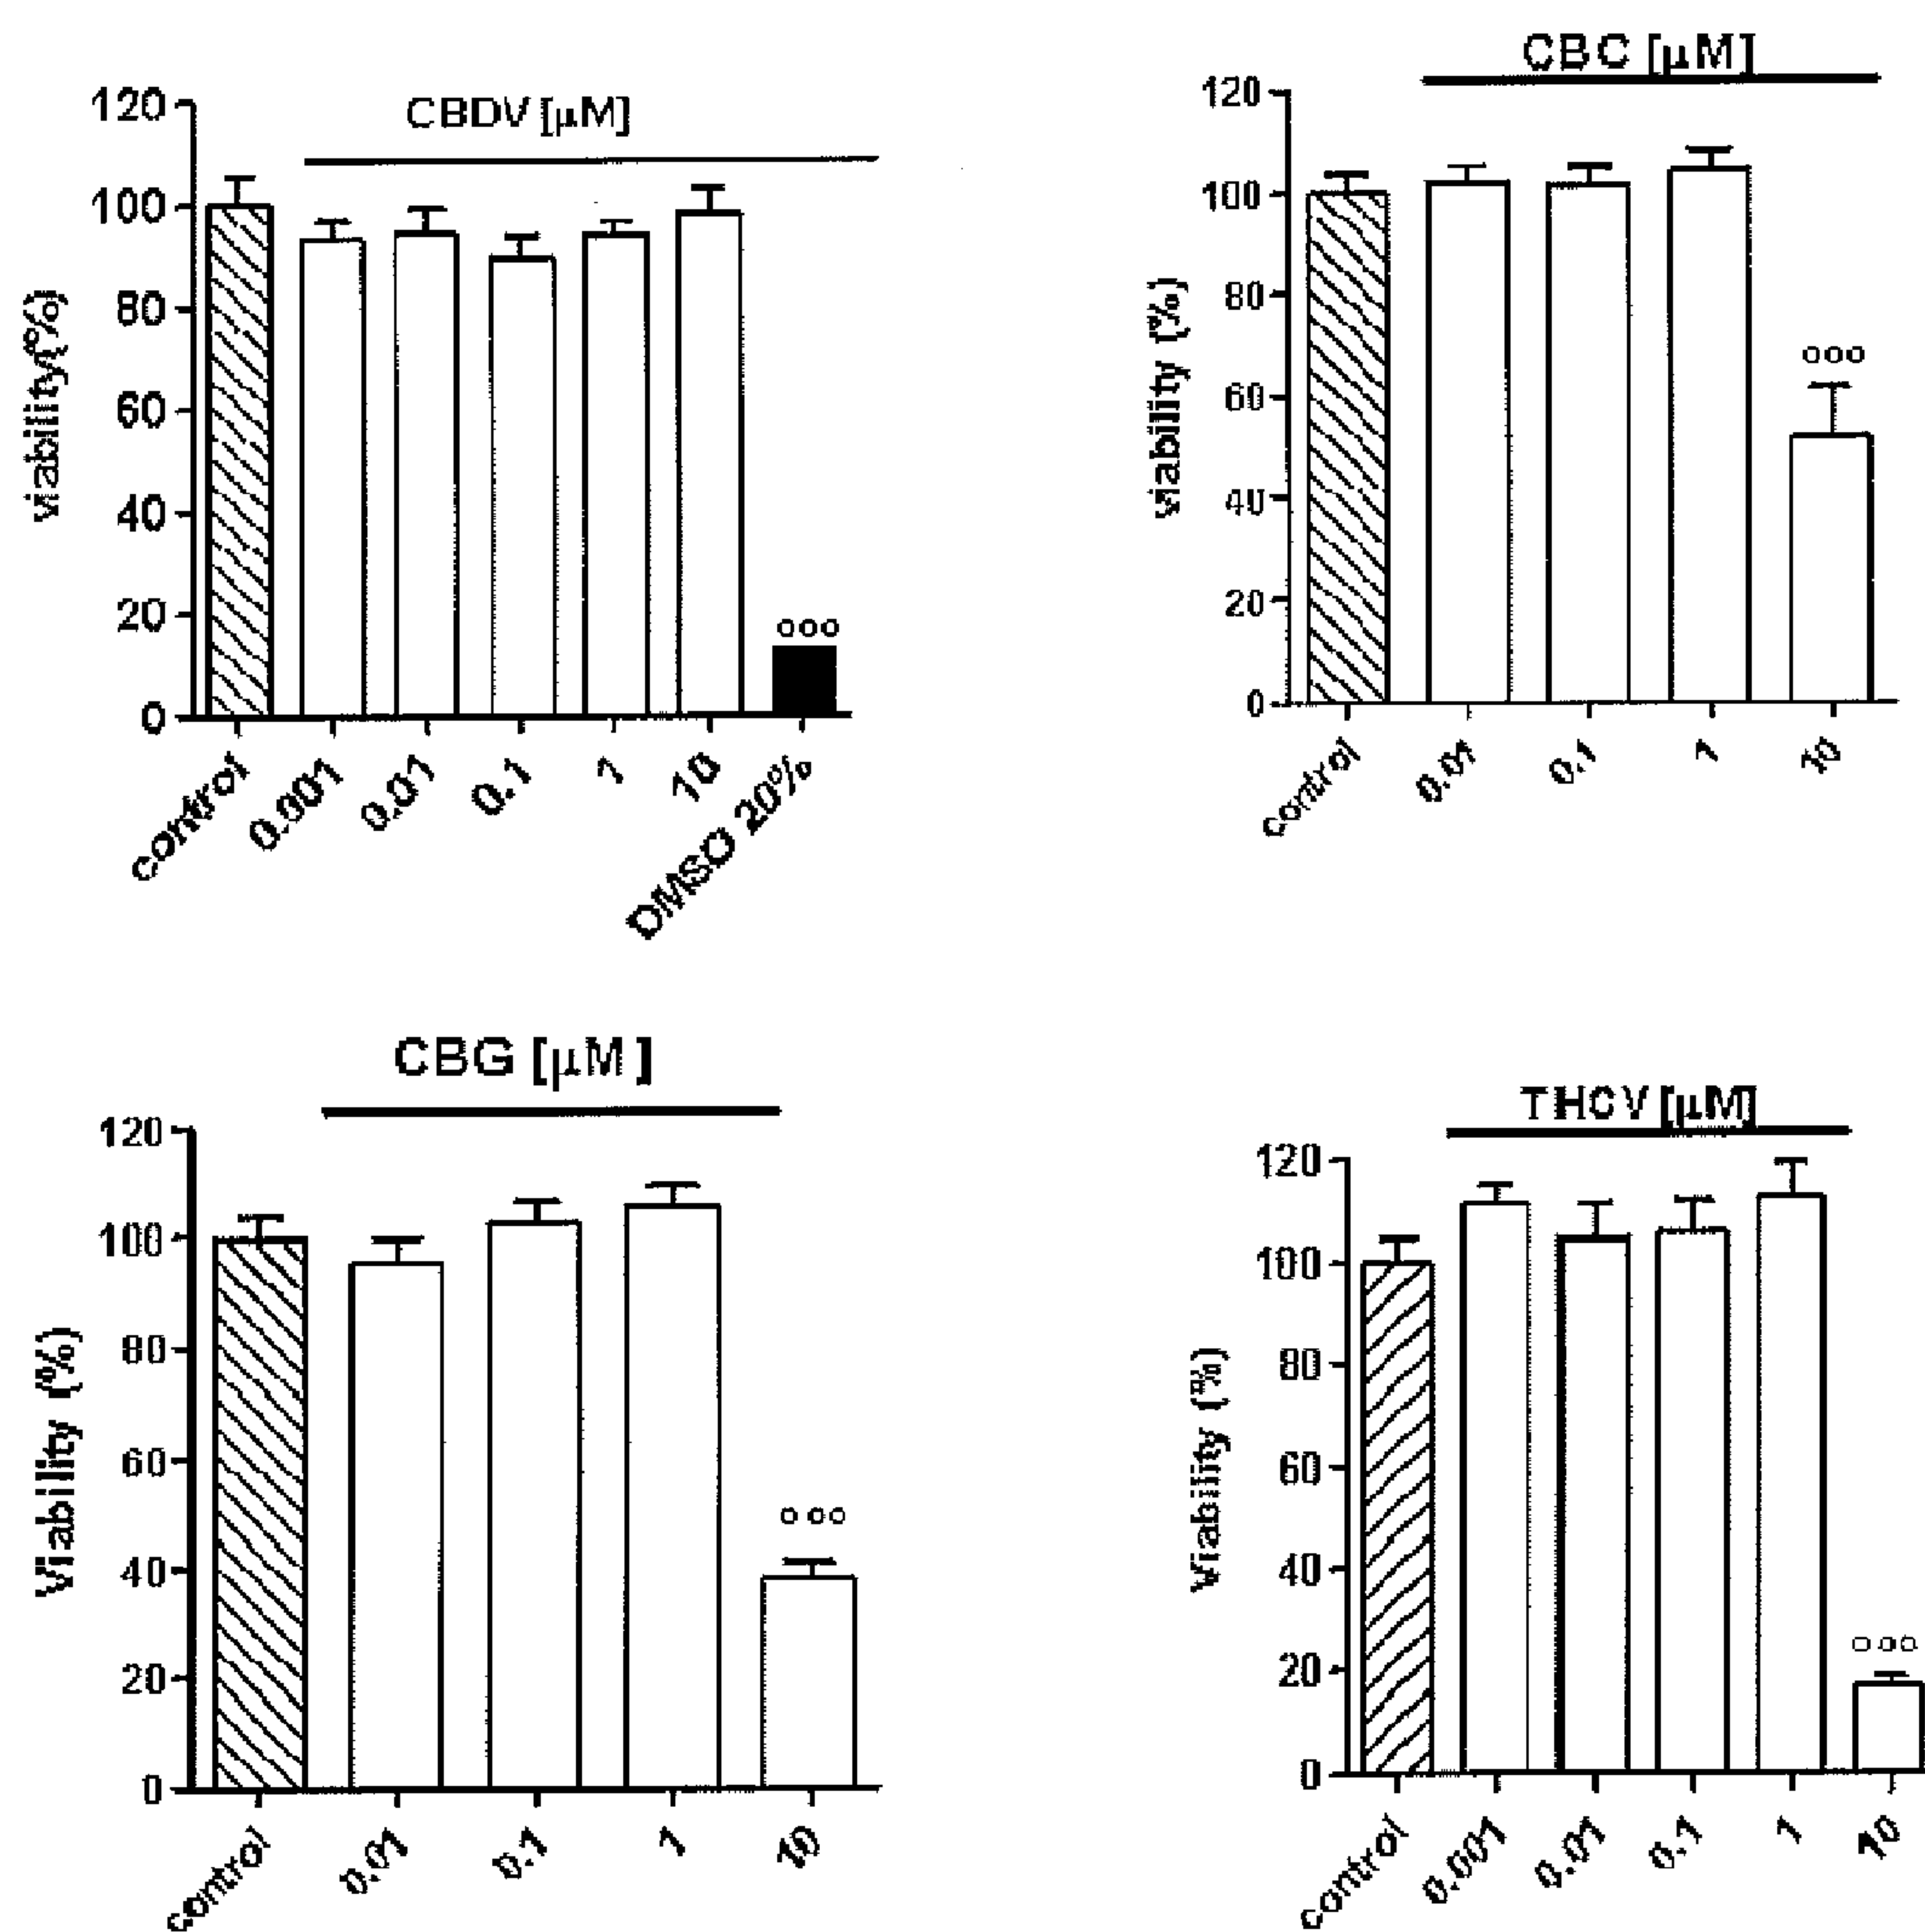 CBDV [µM]
120
100
80
60
40
20
0
viability(%)
ooo
control
0.001
0.01
0.1
1
10
DMSO 20%
CBC [µM]
120
100
80
60
40
20
0
viability (%)
ooo
control
0.01
0.1
1
10
CBG [µM]
120
100
80
60
40
20
0
Viability (%)
ooo
control
0.01
0.1
1
10
THCV [µM]
120
100
80
60
40
20
0
Viability (%)
ooo
control
0.001
0.01
0.1
1
10